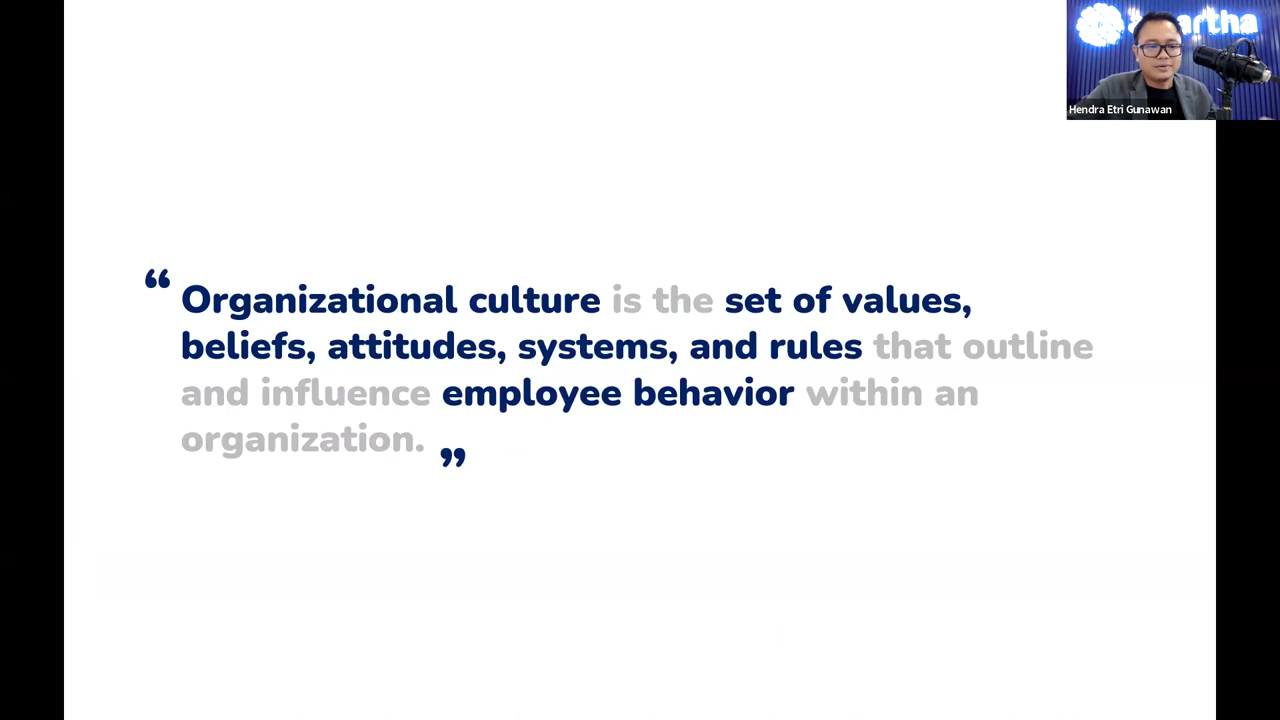 Hendra Etri Gunawan
“ Organizational culture is the set of values,
beliefs, attitudes, systems, and rules that outline
and influence employee behavior within an
organization. ”